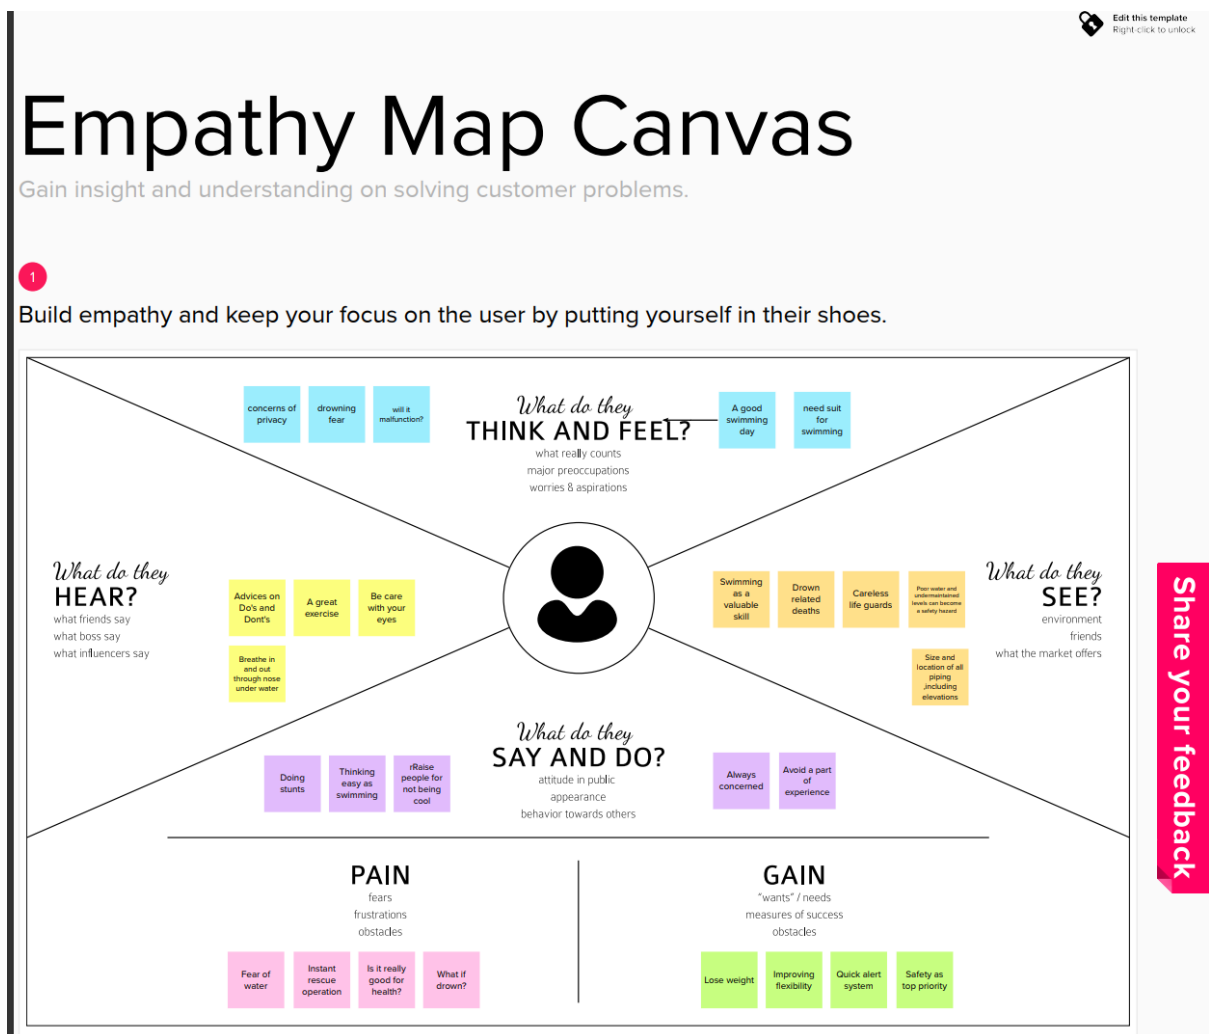 Edit this template
Right-click to unlock
Empathy Map Canvas
Gain insight and understanding on solving customer problems.
1
Build empathy and keep your focus on the user by putting yourself in their shoes.
What do they
THINK AND FEEL?
what really counts
major preoccupations
worries & aspirations
concerns of
privacy
drowning
fear
will it
malfunction?
A good
swimming
day
need suit
for
swimming
What do they
HEAR?
what friends say
what boss say
what influencers say
Advices on
Do's and
Dont's
A great
exercise
Be care
with your
eyes
Breathe in
and out
through nose
under water
Swimming
as a
valuable
skill
Drown
related
deaths
Careless
life guards
Poor water and
undermaintained
levels can become
a safety hazard
Size and
location of all
piping
,including
elevations
What do they
SEE?
environment
friends
what the market offers
What do they
SAY AND DO?
attitude in public
appearance
behavior towards others
Doing
stunts
Thinking
easy as
swimming
rRaise
people for
not being
cool
Always
concerned
Avoid a part
of
experience
PAIN
fears
frustrations
obstacles
Fear of
water
Instant
rescue
operation
Is it really
good for
health?
What if
drown?
GAIN
"wants" / needs
measures of success
obstacles
Lose weight
Improving
flexibility
Quick alert
system
Safety as
top priority
Share your feedback